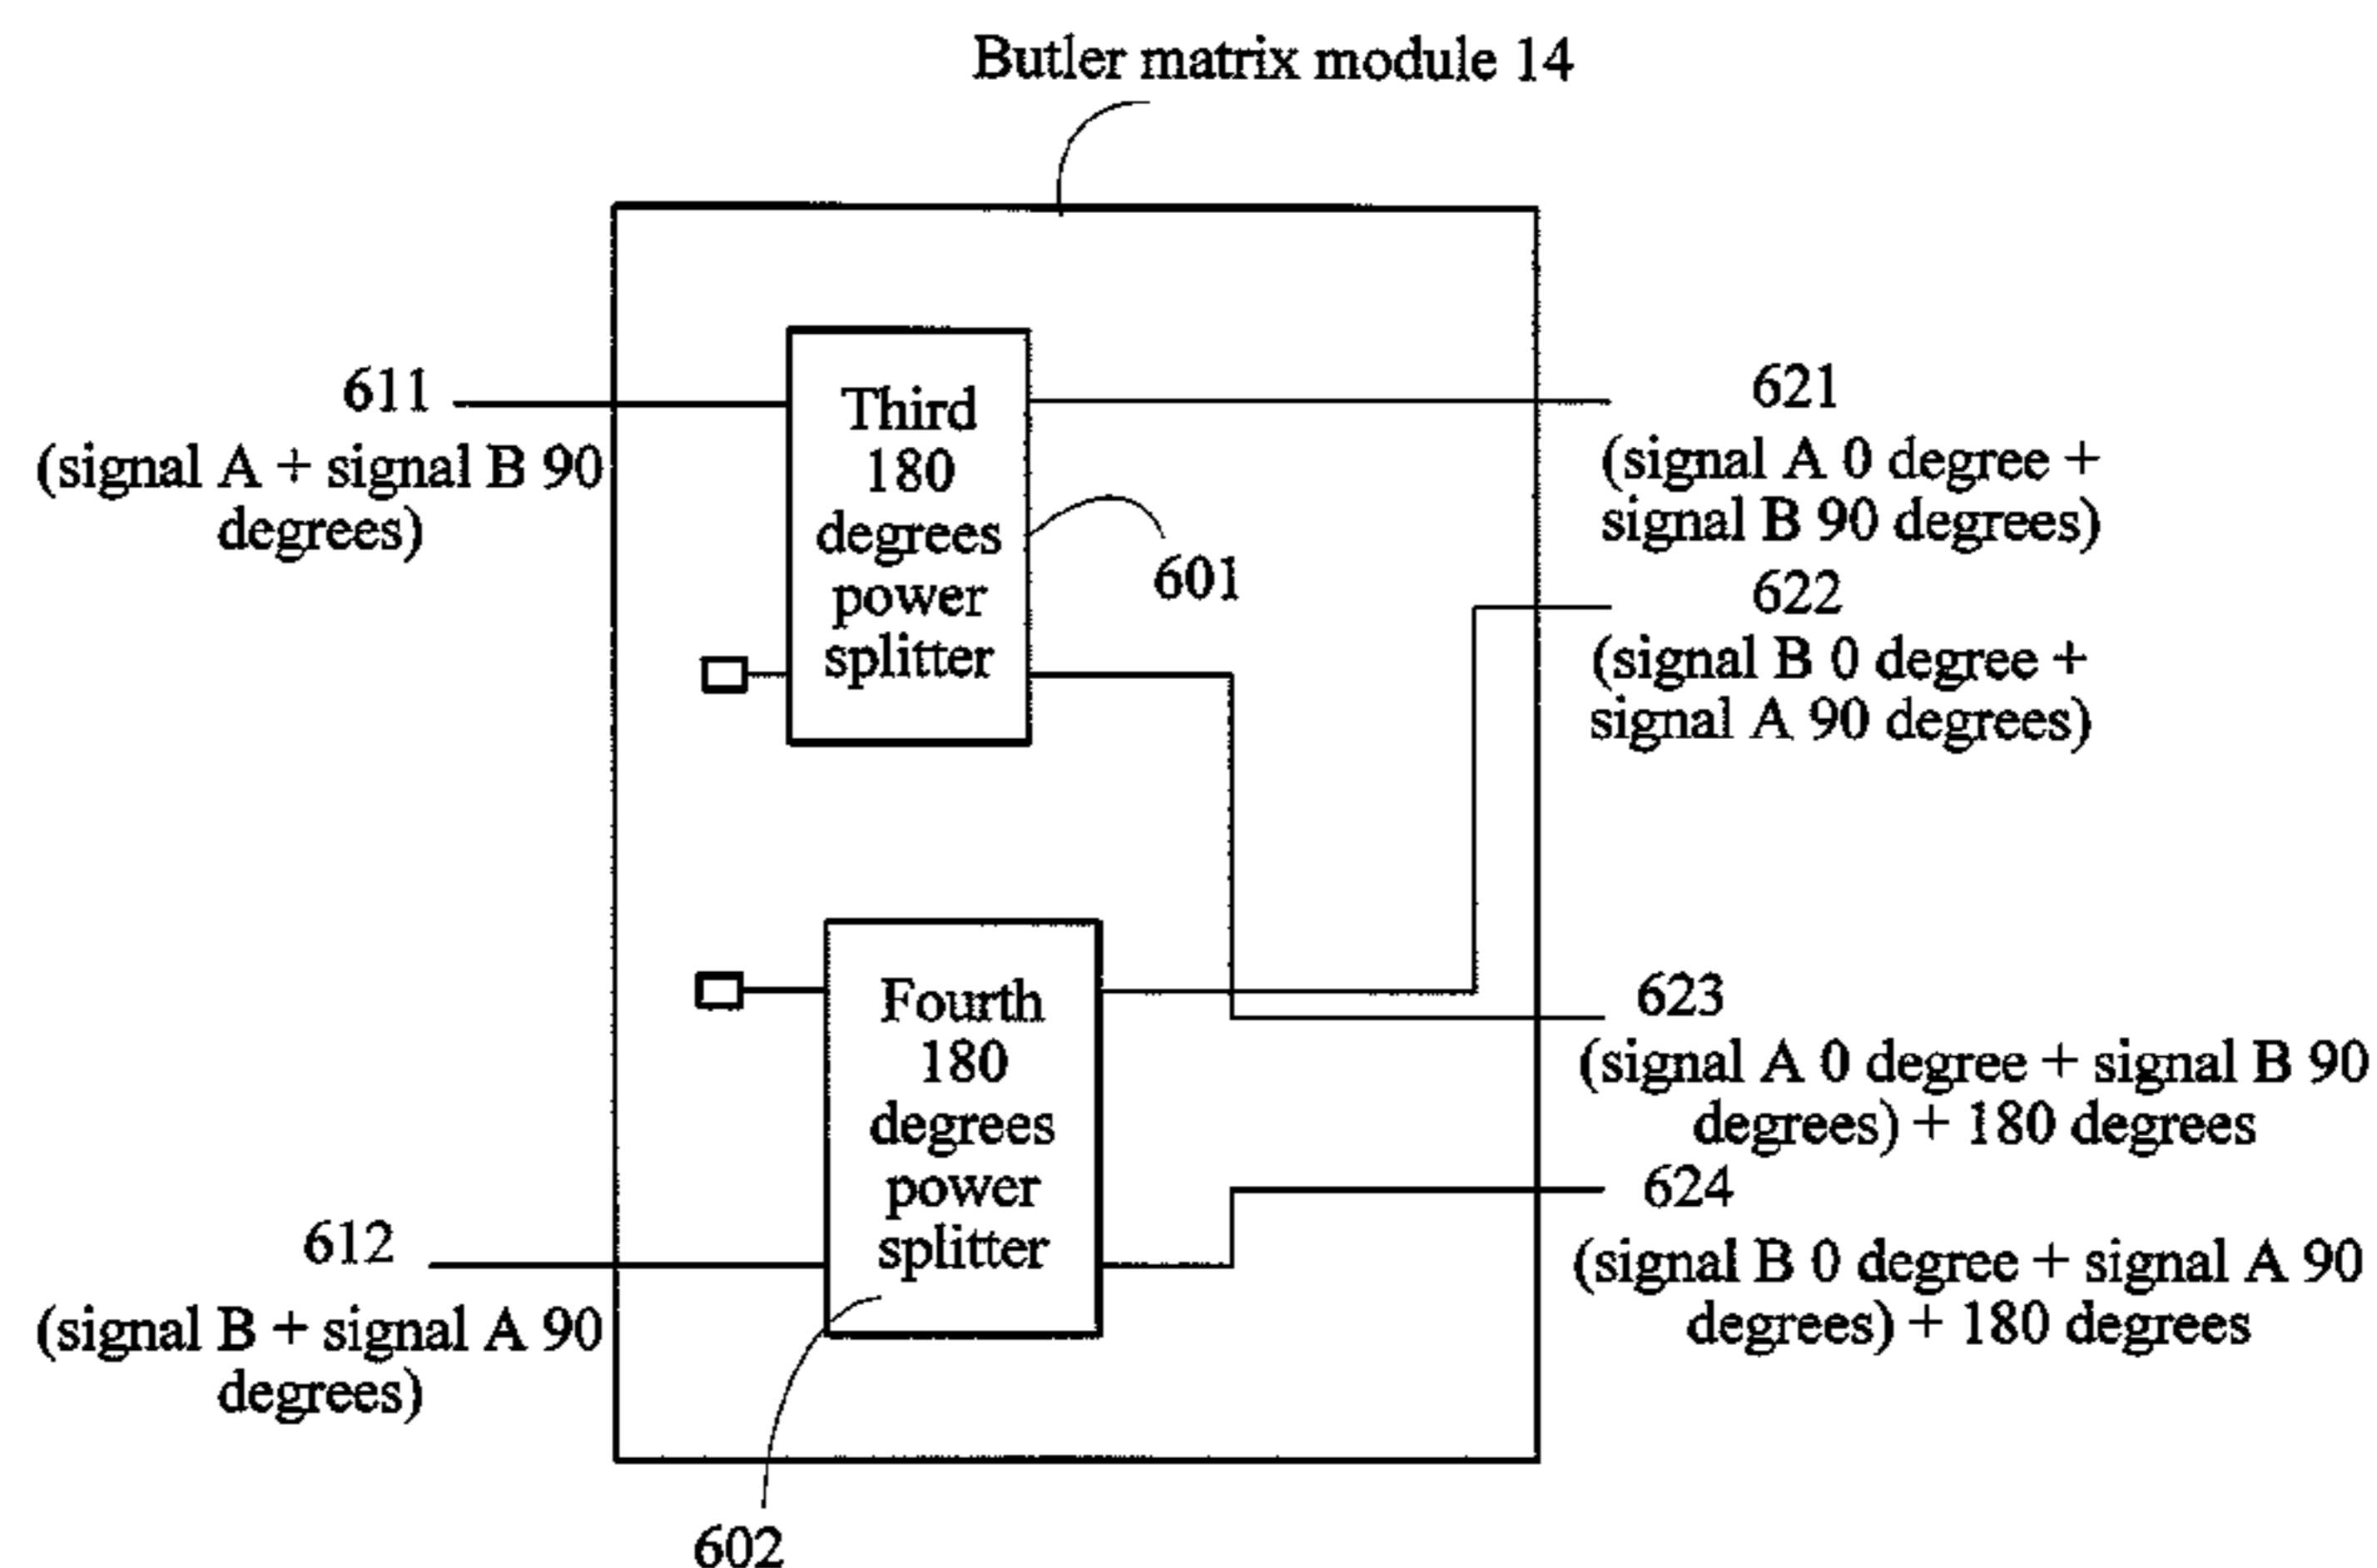 Butler matrix module 14
611
(signal A + signal B 90
degrees)
Third
180
degrees
power
splitter
601
621
(signal A 0 degree +
signal B 90 degrees)
622
(signal B 0 degree +
signal A 90 degrees)
Fourth
180
degrees
power
splitter
602
612
(signal B + signal A 90
degrees)
623
(signal A 0 degree + signal B 90
degrees) + 180 degrees
624
(signal B 0 degree + signal A 90
degrees) + 180 degrees